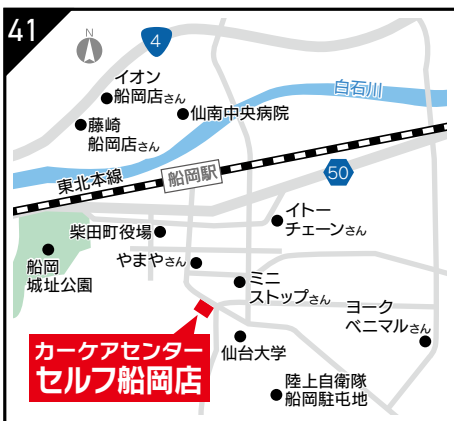 41
N
4
イオン
船岡店さん
藤崎
船岡店さん
仙南中央病院
白石川
東北本線
船岡駅
50
柴田町役場
イトー
チェーンさん
船岡
城址公園
やまやさん
ミニ
ストップさん
ヨーク
ベニマルさん
カーケアセンター
セルフ船岡店
仙台大学
陸上自衛隊
船岡駐屯地